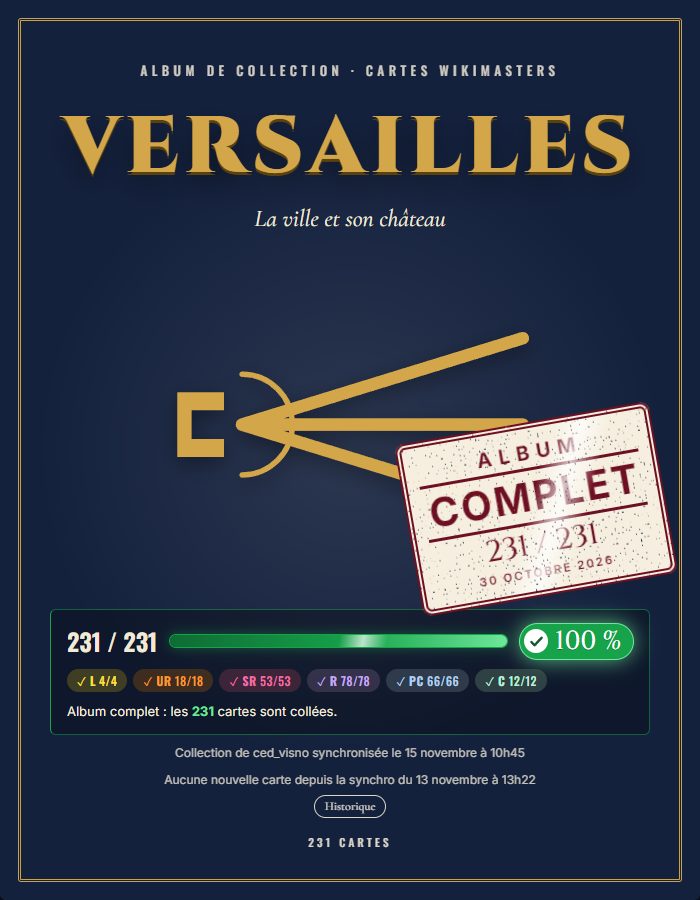 ALBUM DE COLLECTION · CARTES WIKIMASTERS
VERSAILLES
La ville et son château
ALBUM
COMPLET
231 / 231
30 OCTOBRE 2026
231 / 231
100 %
✓ L 4/4 ✓ UR 18/18 ✓ SR 53/53 ✓ R 78/78 ✓ PC 66/66 ✓ C 12/12
Album complet : les 231 cartes sont collées.
Collection de ced_visno synchronisée le 15 novembre à 10h45
Aucune nouvelle carte depuis la synchro du 13 novembre à 13h22
Historique
231 CARTES